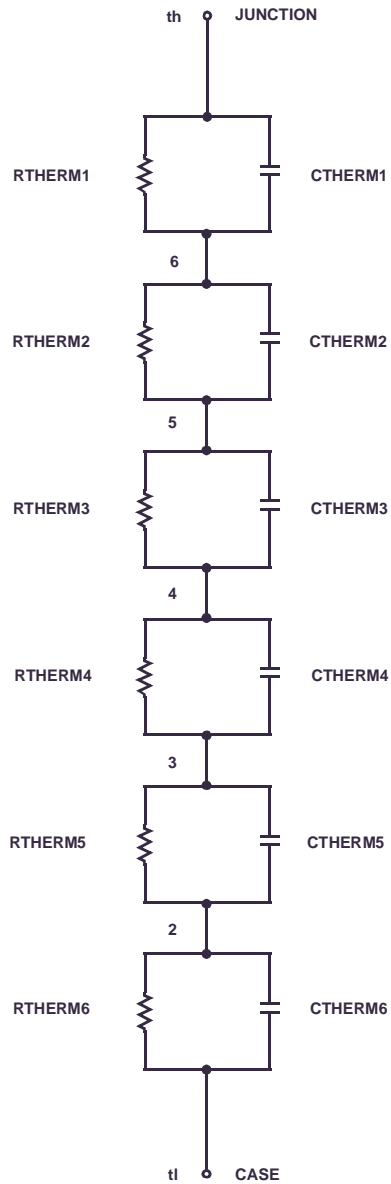 th JUNCTION
RTHERM1 CTHERM1
6
RTHERM2 CTHERM2
5
RTHERM3 CTHERM3
4
RTHERM4 CTHERM4
3
RTHERM5 CTHERM5
2
RTHERM6 CTHERM6
tl CASE